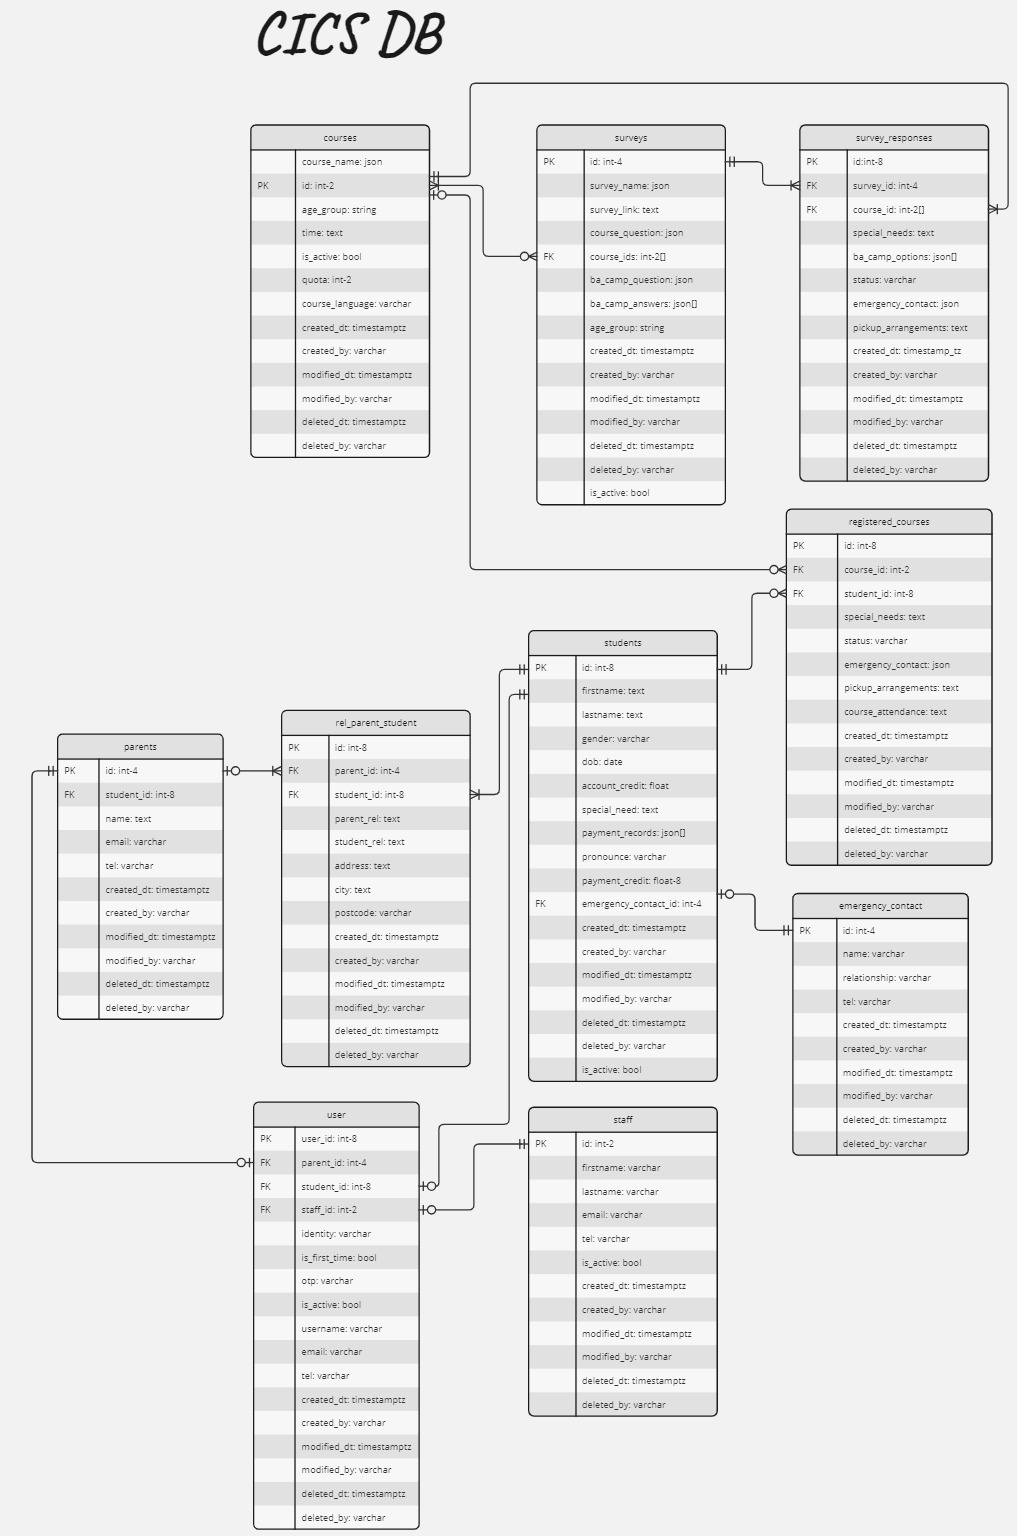 CICS DB
courses
course_name: json
PK id: int-2
age_group: string
time: text
is_active: bool
quota: int-2
course_language: varchar
created_dt: timestamptz
created_by: varchar
modified_dt: timestamptz
modified_by: varchar
deleted_dt: timestamptz
deleted_by: varchar
surveys
PK id: int-4
survey_name: json
survey_link: text
course_question: json
FK course_ids: int-2[]
ba_camp_question: json
ba_camp_answers: json[]
age_group: string
created_dt: timestamptz
created_by: varchar
modified_dt: timestamptz
modified_by: varchar
deleted_dt: timestamptz
deleted_by: varchar
is_active: bool
survey_responses
PK id:int-8
FK survey_id: int-4
FK course_id: int-2[]
special_needs: text
ba_camp_options: json[]
status: varchar
emergency_contact: json
pickup_arrangements: text
created_dt: timestamp_tz
created_by: varchar
modified_dt: timestamptz
modified_by: varchar
deleted_dt: timestamptz
deleted_by: varchar
registered_courses
PK id: int-8
FK course_id: int-2
FK student_id: int-8
special_needs: text
status: varchar
emergency_contact: json
pickup_arrangements: text
course_attendance: text
created_dt: timestamptz
created_by: varchar
modified_dt: timestamptz
modified_by: varchar
deleted_dt: timestamptz
deleted_by: varchar
students
PK id: int-8
firstname: text
lastname: text
gender: varchar
dob: date
account_credit: float
special_need: text
payment_records: json[]
pronounce: varchar
payment_credit: float-8
FK emergency_contact_id: int-4
created_dt: timestamptz
created_by: varchar
modified_dt: timestamptz
modified_by: varchar
deleted_dt: timestamptz
deleted_by: varchar
is_active: bool
rel_parent_student
PK id: int-8
FK parent_id: int-4
FK student_id: int-8
parent_rel: text
student_rel: text
address: text
city: text
postcode: varchar
created_dt: timestamptz
created_by: varchar
modified_dt: timestamptz
modified_by: varchar
deleted_dt: timestamptz
deleted_by: varchar
parents
PK id: int-4
FK student_id: int-8
name: text
email: varchar
tel: varchar
created_dt: timestamptz
created_by: varchar
modified_dt: timestamptz
modified_by: varchar
deleted_dt: timestamptz
deleted_by: varchar
emergency_contact
PK id: int-4
name: varchar
relationship: varchar
tel: varchar
created_dt: timestamptz
created_by: varchar
modified_dt: timestamptz
modified_by: varchar
deleted_dt: timestamptz
deleted_by: varchar
user
PK user_id: int-8
FK parent_id: int-4
FK student_id: int-8
FK staff_id: int-2
identity: varchar
is_first_time: bool
otp: varchar
is_active: bool
username: varchar
email: varchar
tel: varchar
created_dt: timestamptz
created_by: varchar
modified_dt: timestamptz
modified_by: varchar
deleted_dt: timestamptz
deleted_by: varchar
staff
PK id: int-2
firstname: varchar
lastname: varchar
email: varchar
tel: varchar
is_active: bool
created_dt: timestamptz
created_by: varchar
modified_dt: timestamptz
modified_by: varchar
deleted_dt: timestamptz
deleted_by: varchar